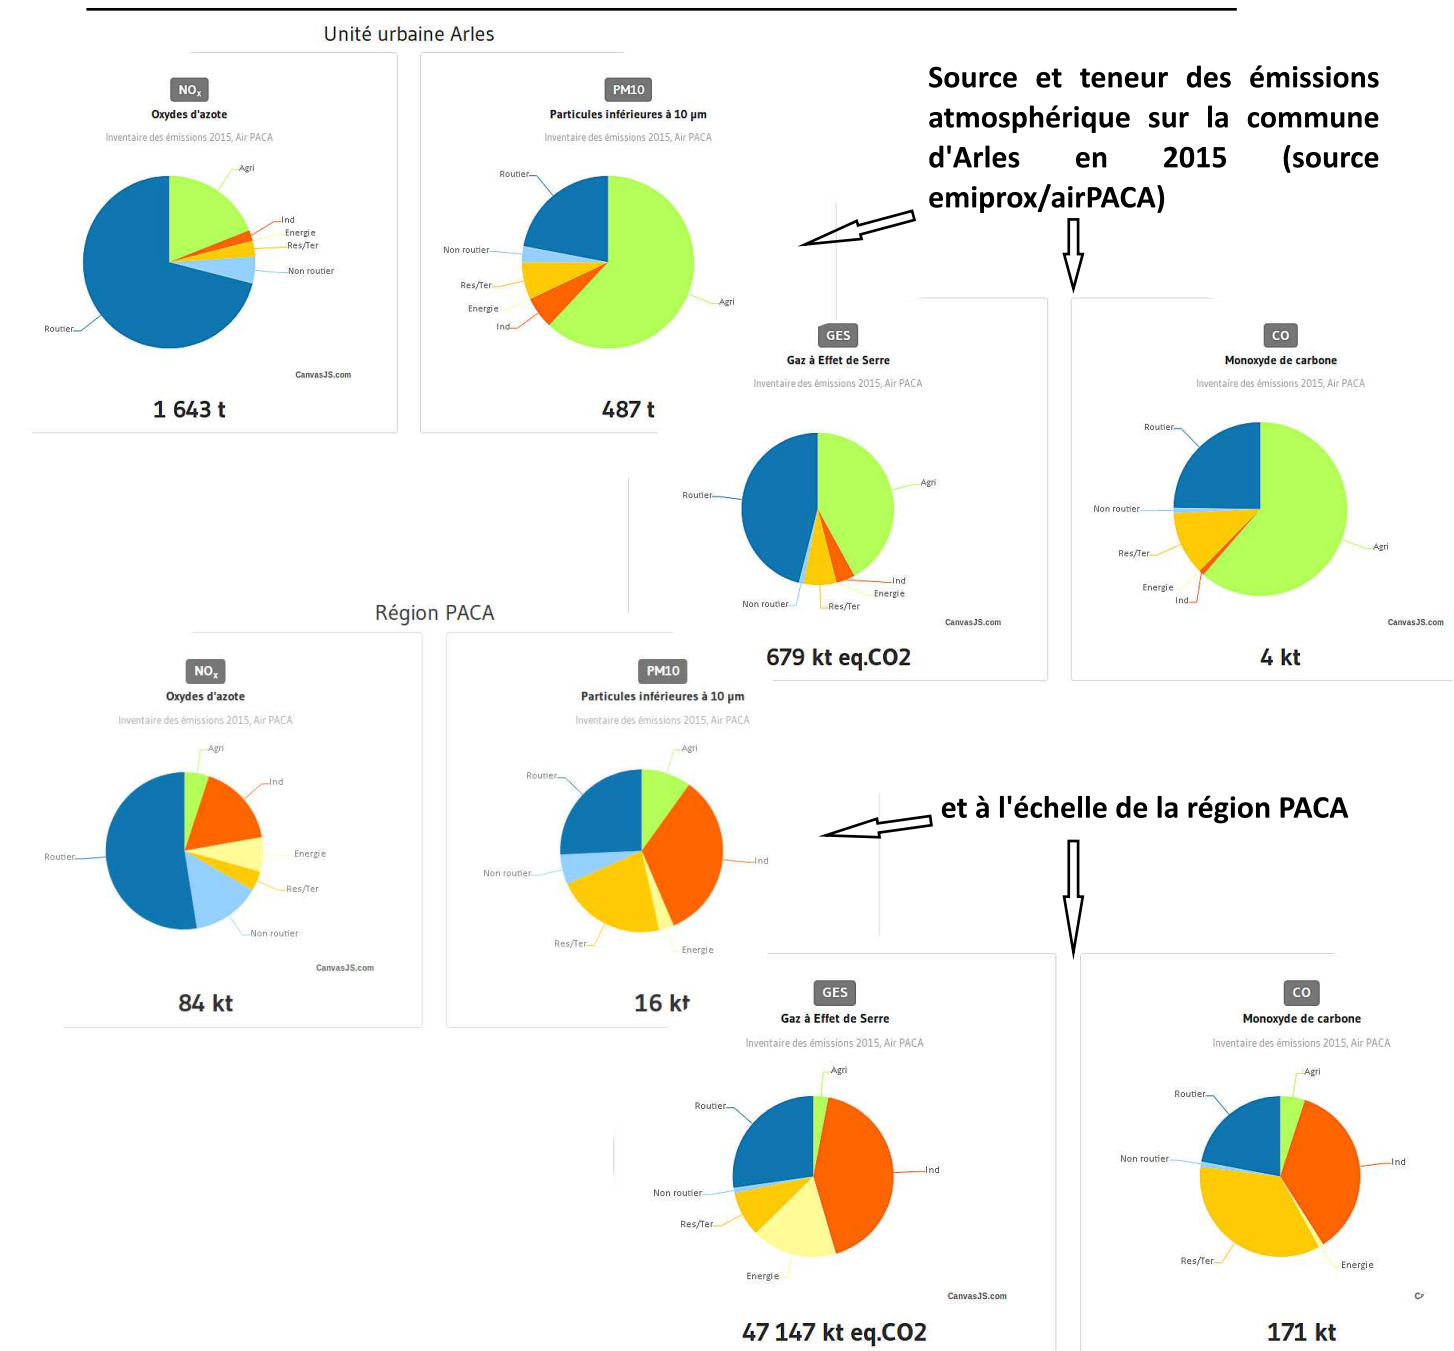 Unité urbaine Arles
NOx
Oxydes d'azote
Inventaire des émissions 2015, Air PACA
Agri
Ind
Energie
Res/Ter
Non routier
Routier
CanvasJS.com
1 643 t
PM10
Particules inférieures à 10 µm
Inventaire des émissions 2015, Air PACA
Routier
Non routier
Res/Ter
Energie
Ind
Agri
487 t
Source et teneur des émissions
atmosphérique sur la commune
d'Arles en 2015 (source
emiprox/airPACA)
GES
Gaz à Effet de Serre
Inventaire des émissions 2015, Air PACA
Routier
Agri
Ind
Energie
Non routier
Res/Ter
CanvasJS.com
679 kt eq.CO2
CO
Monoxyde de carbone
Inventaire des émissions 2015, Air PACA
Routier
Non routier
Res/Ter
Agri
Energie
Ind
CanvasJS.com
4 kt
Région PACA
NOx
Oxydes d'azote
Inventaire des émissions 2015, Air PACA
Agri
Ind
Energie
Routier
Res/Ter
Non routier
CanvasJS.com
84 kt
PM10
Particules inférieures à 10 µm
Inventaire des émissions 2015, Air PACA
Agri
Routier
Ind
Non routier
Res/Ter
Energie
16 kt
et à l'échelle de la région PACA
GES
Gaz à Effet de Serre
Inventaire des émissions 2015, Air PACA
Agri
Routier
Ind
Non routier
Res/Ter
Energie
CanvasJS.com
47 147 kt eq.CO2
CO
Monoxyde de carbone
Inventaire des émissions 2015, Air PACA
Agri
Routier
Non routier
Ind
Res/Ter
Energie
171 kt